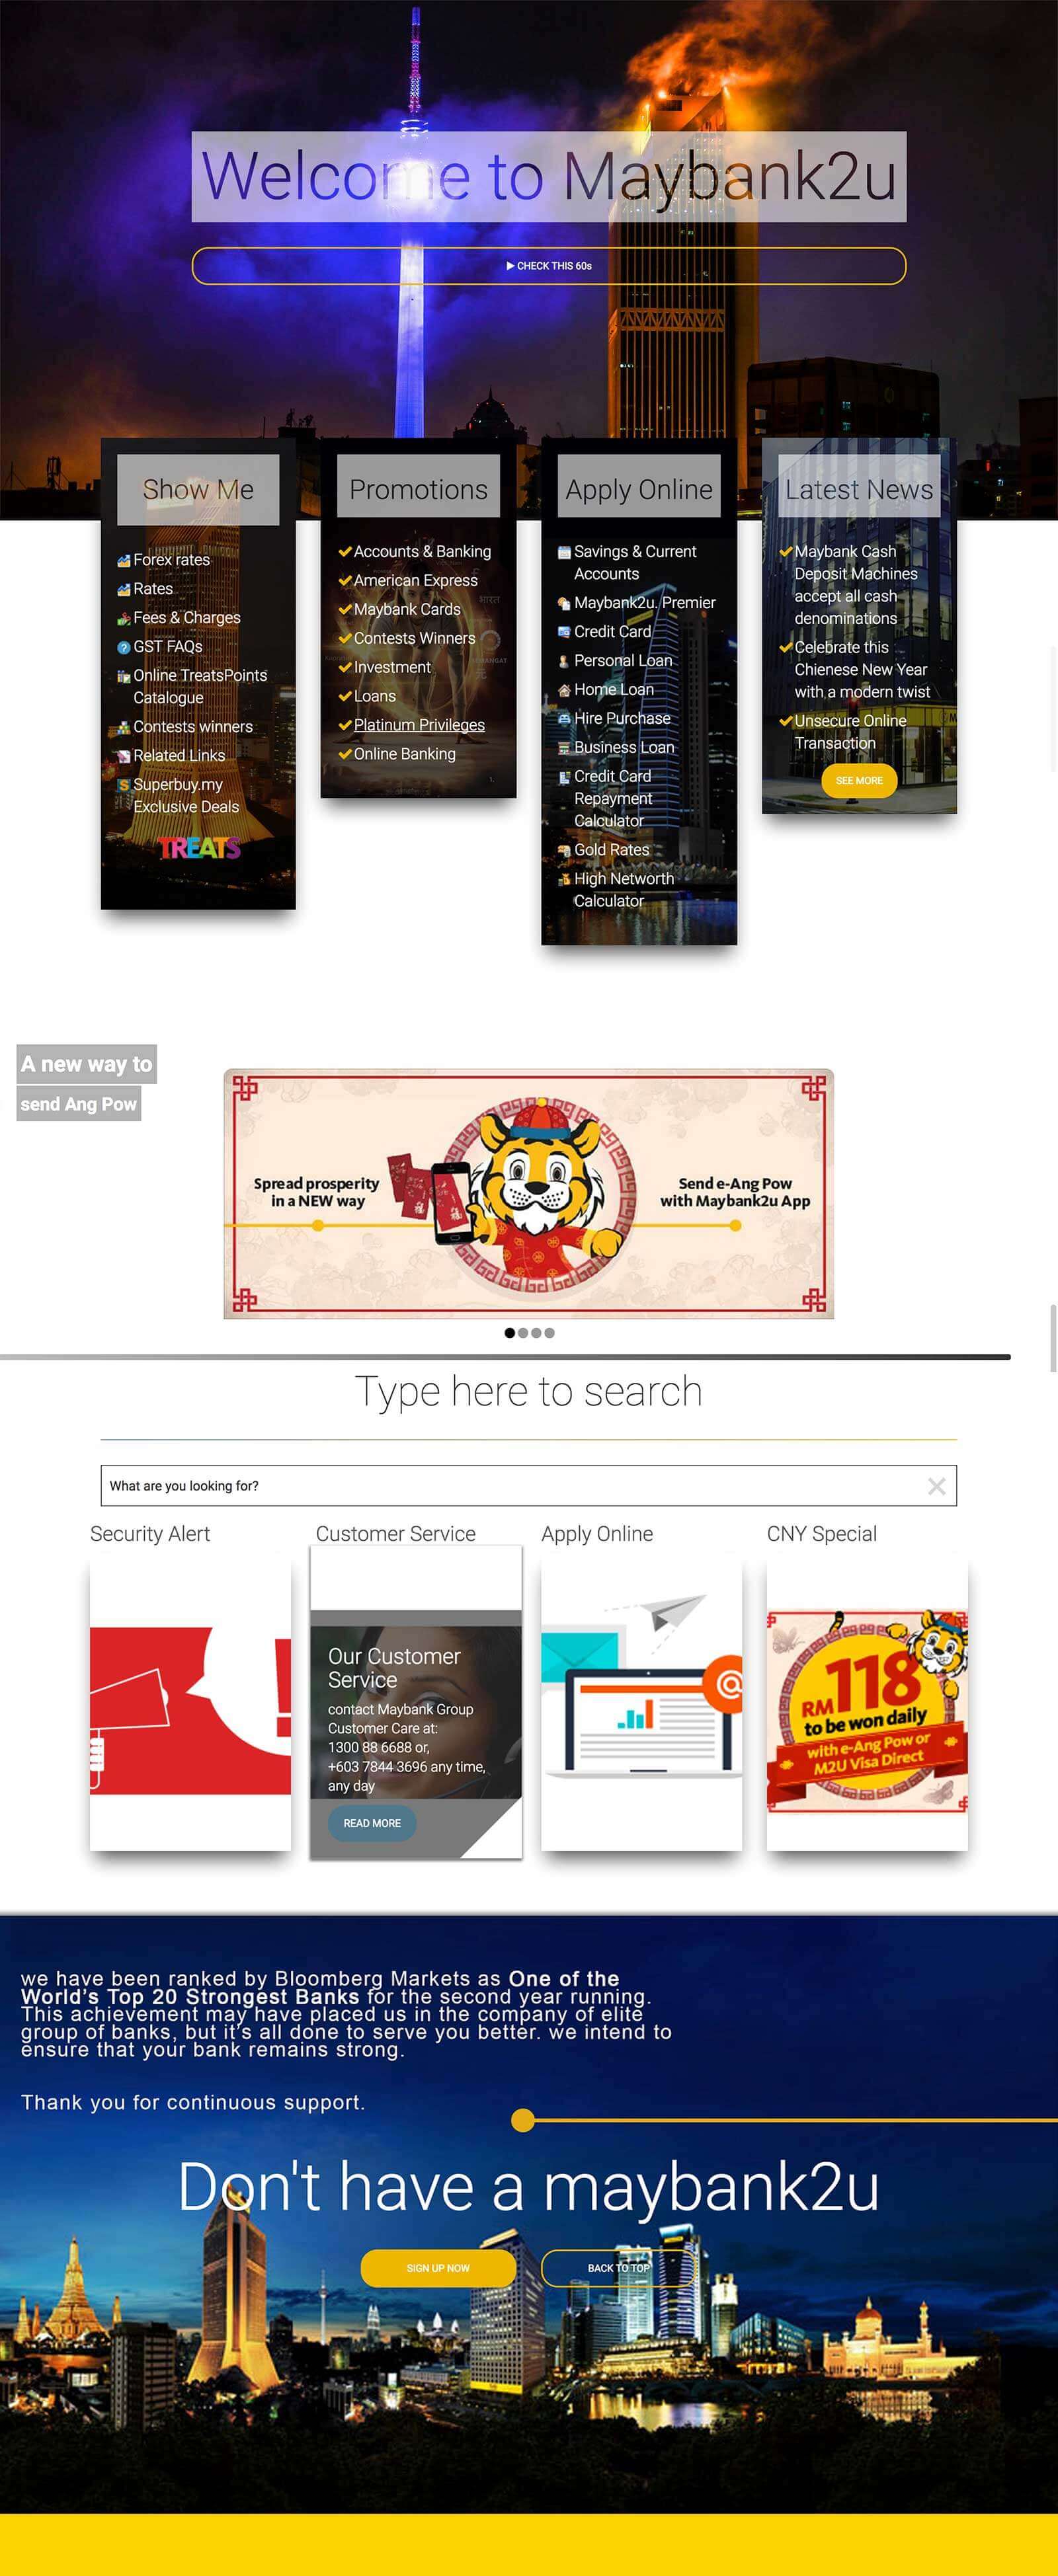 Welcome to Maybank2u
▶ CHECK THIS 60s
Show Me
Forex rates
Rates
Fees & Charges
GST FAQs
Online TreatsPoints
Catalogue
Contests winners
Related Links
Superbuy.my
Exclusive Deals
TREATS
Promotions
Accounts & Banking
American Express
Maybank Cards
Contests Winners
Investment
Loans
Platinum Privileges
Online Banking
Apply Online
Savings & Current
Accounts
Maybank2u. Premier
Credit Card
Personal Loan
Home Loan
Hire Purchase
Business Loan
Credit Card
Repayment
Calculator
Gold Rates
High Networth
Calculator
Latest News
Maybank Cash
Deposit Machines
accept all cash
denominations
Celebrate this
Chienese New Year
with a modern twist
Unsecure Online
Transaction
SEE MORE
A new way to
send Ang Pow
Spread prosperity
in a NEW way
Send e-Ang Pow
with Maybank2u App
Type here to search
What are you looking for?
Security Alert
Customer Service
Our Customer
Service
contact Maybank Group
Customer Care at:
1300 88 6688 or,
+603 7844 3696 any time,
any day
READ MORE
Apply Online
@
CNY Special
RM118
to be won daily
with e-Ang Pow or
M2U Visa Direct
we have been ranked by Bloomberg Markets as One of the
World's Top 20 Strongest Banks for the second year running.
This achievement may have placed us in the company of elite
group of banks, but it's all done to serve you better. we intend to
ensure that your bank remains strong.
Thank you for continuous support.
Don't have a maybank2u
SIGN UP NOW
BACK TO TOP